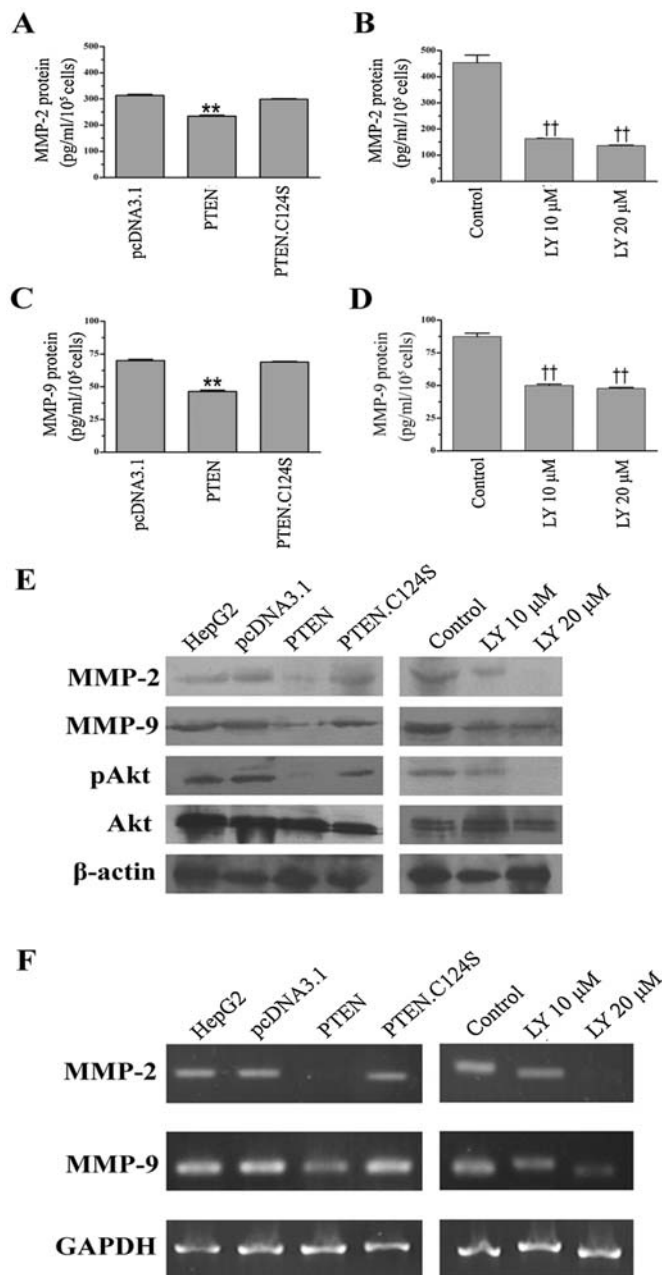 A
MMP-2 protein
(pg/ml/10⁵ cells)
500
400
300
200
100
0
**
pcDNA3.1
PTEN
PTEN.C124S
B
MMP-2 protein
(pg/ml/10⁵ cells)
500
400
300
200
100
0
††
††
Control
LY 10 µM
LY 20 µM
C
MMP-9 protein
(pg/ml/10⁵ cells)
100
75
50
25
0
**
pcDNA3.1
PTEN
PTEN.C124S
D
MMP-9 protein
(pg/ml/10⁵ cells)
100
75
50
25
0
††
††
Control
LY 10 µM
LY 20 µM
E
HepG2
pcDNA3.1
PTEN
PTEN.C124S
Control
LY 10 µM
LY 20 µM
MMP-2
MMP-9
pAkt
Akt
β-actin
F
HepG2
pcDNA3.1
PTEN
PTEN.C124S
Control
LY 10 µM
LY 20 µM
MMP-2
MMP-9
GAPDH